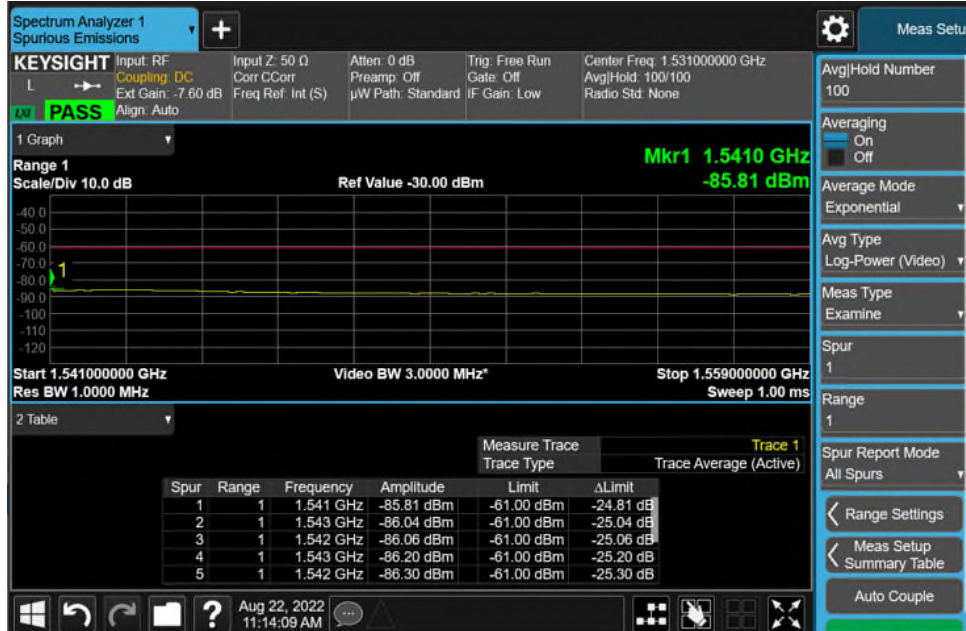 Spectrum Analyzer 1
Spurious Emissions
Meas Setu
KEYSIGHT
L
LXI PASS
Input: RF
Coupling: DC
Ext Gain: -7.60 dB
Align: Auto
Input Z: 50 Ω
Corr CCorr
Freq Ref: Int (S)
Atten: 0 dB
Preamp: Off
µW Path: Standard
Trig: Free Run
Gate: Off
IF Gain: Low
Center Freq: 1.531000000 GHz
Avg|Hold: 100/100
Radio Std: None
1 Graph
Range 1
Scale/Div 10.0 dB
Ref Value -30.00 dBm
Mkr1 1.5410 GHz
-85.81 dBm
-40.0
-50.0
-60.0
-70.0
-80.0
-90.0
-100
-110
-120
1
Start 1.541000000 GHz
Video BW 3.0000 MHz*
Stop 1.559000000 GHz
Res BW 1.0000 MHz
Sweep 1.00 ms
2 Table
Measure Trace Trace 1
Trace Type Trace Average (Active)
Spur Range Frequency Amplitude Limit ΔLimit
1 1 1.541 GHz -85.81 dBm -61.00 dBm -24.81 dB
2 1 1.543 GHz -86.04 dBm -61.00 dBm -25.04 dB
3 1 1.542 GHz -86.06 dBm -61.00 dBm -25.06 dB
4 1 1.543 GHz -86.20 dBm -61.00 dBm -25.20 dB
5 1 1.542 GHz -86.30 dBm -61.00 dBm -25.30 dB
Aug 22, 2022
11:14:09 AM
Avg|Hold Number
100
Averaging
On
Off
Average Mode
Exponential
Avg Type
Log-Power (Video)
Meas Type
Examine
Spur
1
Range
1
Spur Report Mode
All Spurs
Range Settings
Meas Setup
Summary Table
Auto Couple